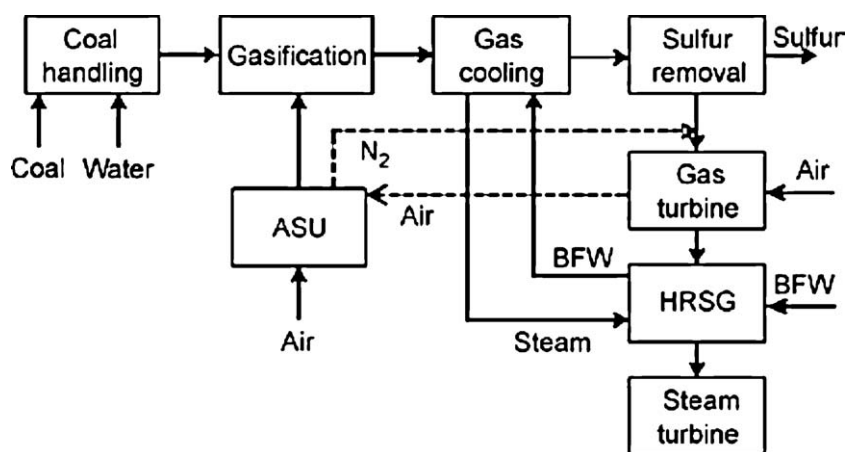 Coal
handling
Gasification
Gas
cooling
Sulfur
removal
Sulfur
Coal
Water
N2
Gas
turbine
Air
ASU
Air
BFW
HRSG
BFW
Air
Steam
Steam
turbine